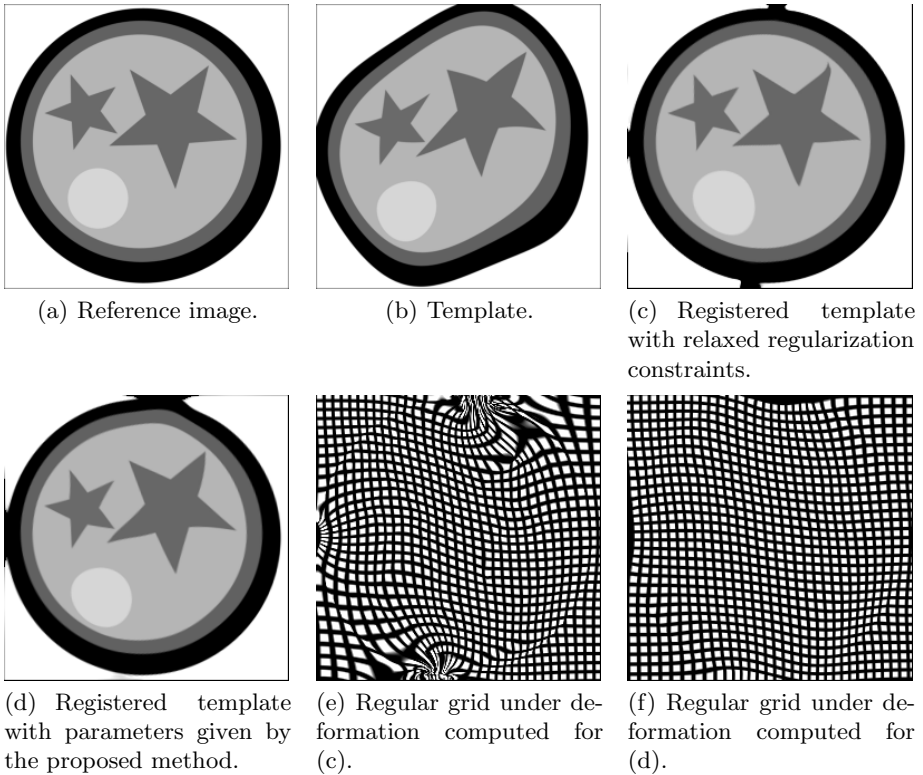 (a) Reference image.
(b) Template.
(c) Registered template
with relaxed regularization
constraints.
(d) Registered template
with parameters given by
the proposed method.
(e) Regular grid under de-
formation computed for
(c).
(f) Regular grid under de-
formation computed for
(d).